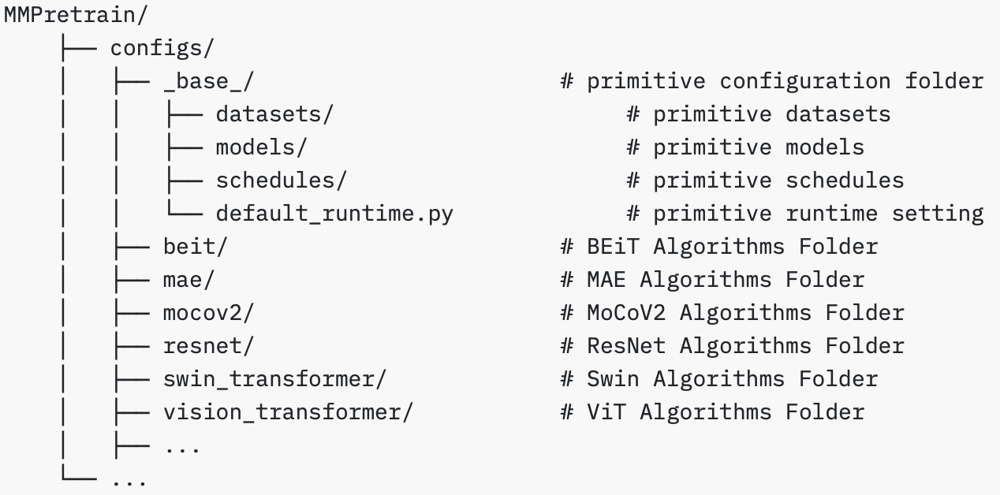 MMPretrain/
    ├── configs/
    │   ├── _base_/                       # primitive configuration folder
    │   │   ├── datasets/                      # primitive datasets
    │   │   ├── models/                        # primitive models
    │   │   ├── schedules/                     # primitive schedules
    │   │   └── default_runtime.py             # primitive runtime setting
    │   ├── beit/                         # BEiT Algorithms Folder
    │   ├── mae/                          # MAE Algorithms Folder
    │   ├── mocov2/                       # MoCoV2 Algorithms Folder
    │   ├── resnet/                       # ResNet Algorithms Folder
    │   ├── swin_transformer/             # Swin Algorithms Folder
    │   ├── vision_transformer/           # ViT Algorithms Folder
    │   ├── ...
    └── ...